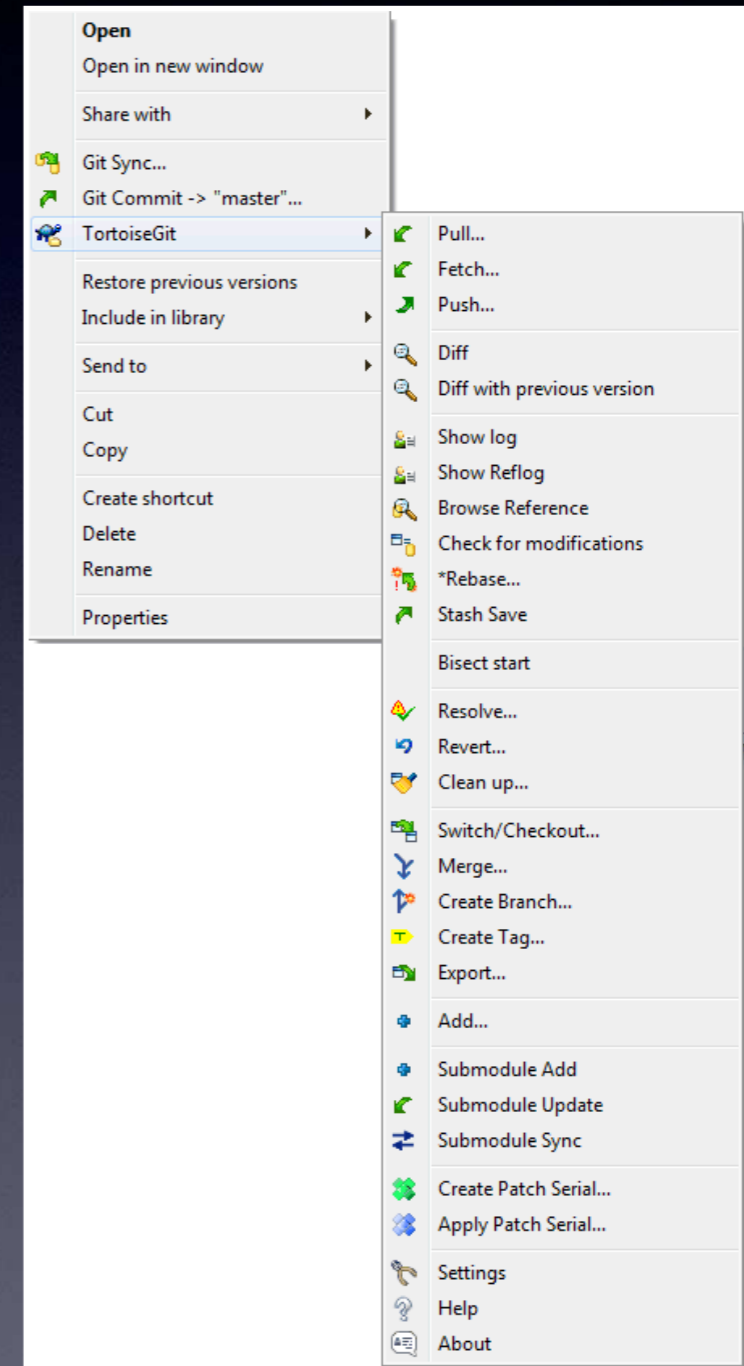 Open
Open in new window
Share with
Git Sync...
Git Commit -> "master"...
TortoiseGit
Restore previous versions
Include in library
Send to
Cut
Copy
Create shortcut
Delete
Rename
Properties
Pull...
Fetch...
Push...
Diff
Diff with previous version
Show log
Show Reflog
Browse Reference
Check for modifications
*Rebase...
Stash Save
Bisect start
Resolve...
Revert...
Clean up...
Switch/Checkout...
Merge...
Create Branch...
Create Tag...
Export...
Add...
Submodule Add
Submodule Update
Submodule Sync
Create Patch Serial...
Apply Patch Serial...
Settings
Help
About